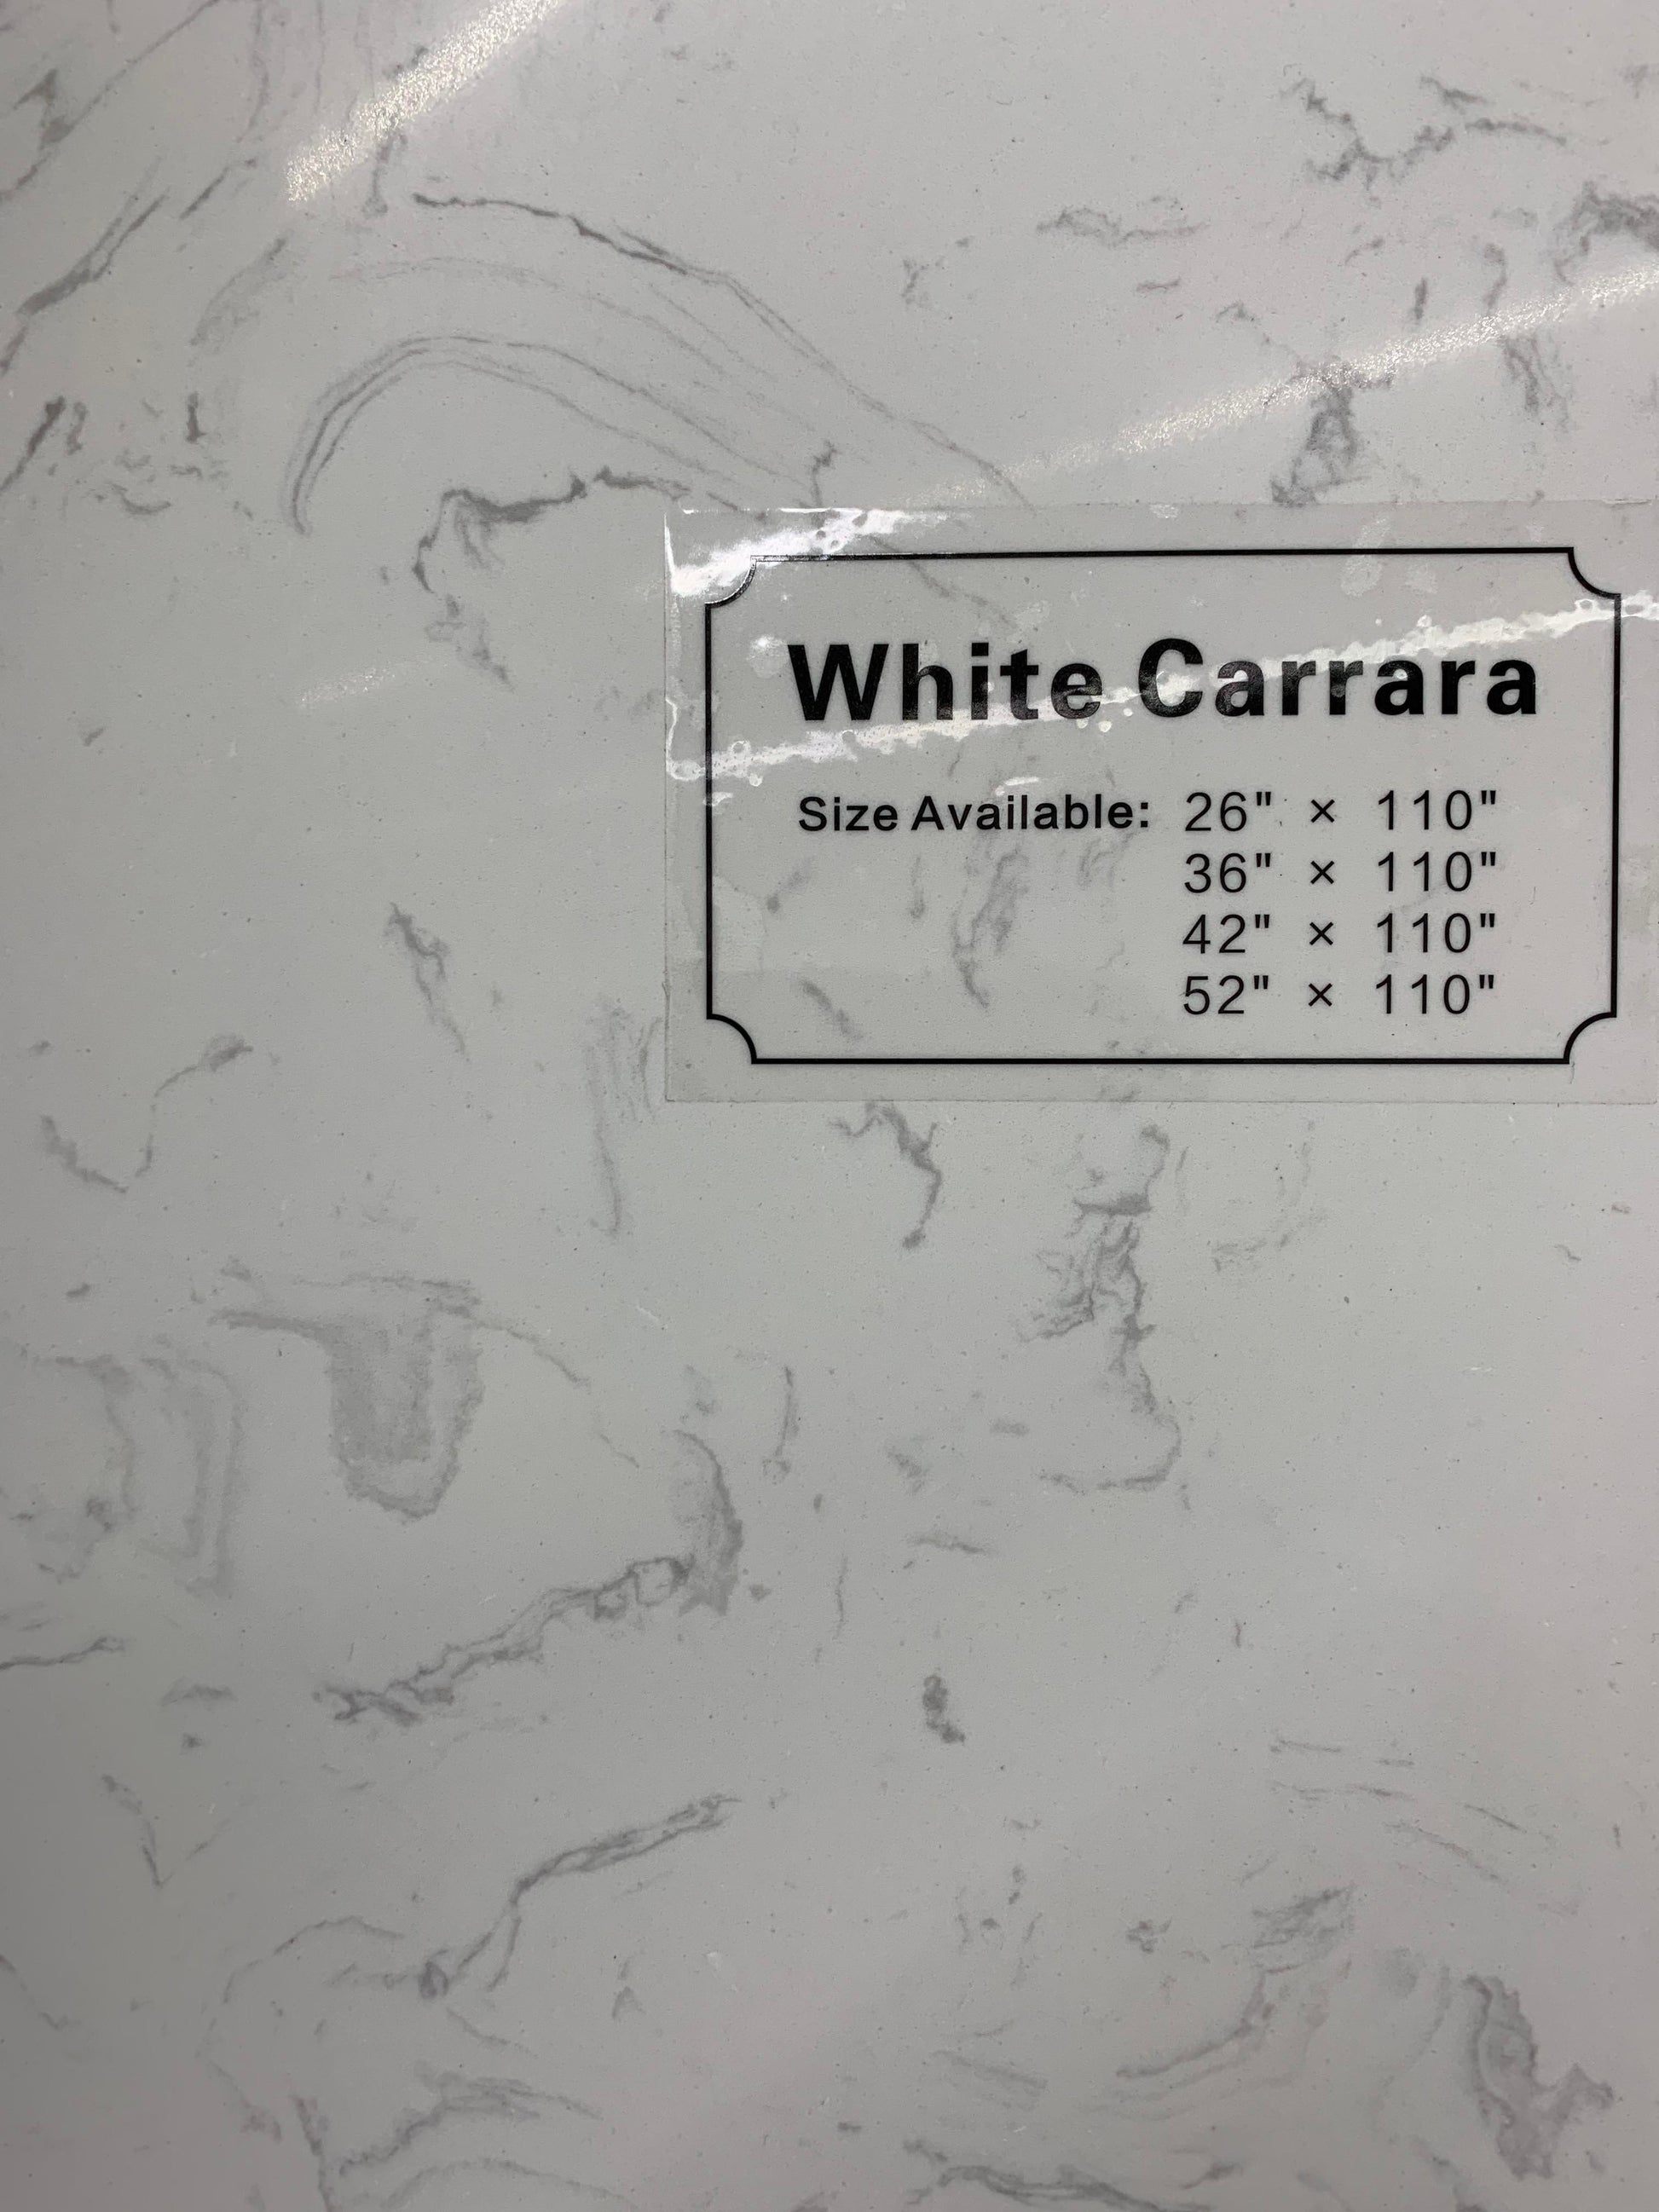 White Carrara
Size Available: 26" × 110"
36" × 110"
42" × 110"
52" × 110"